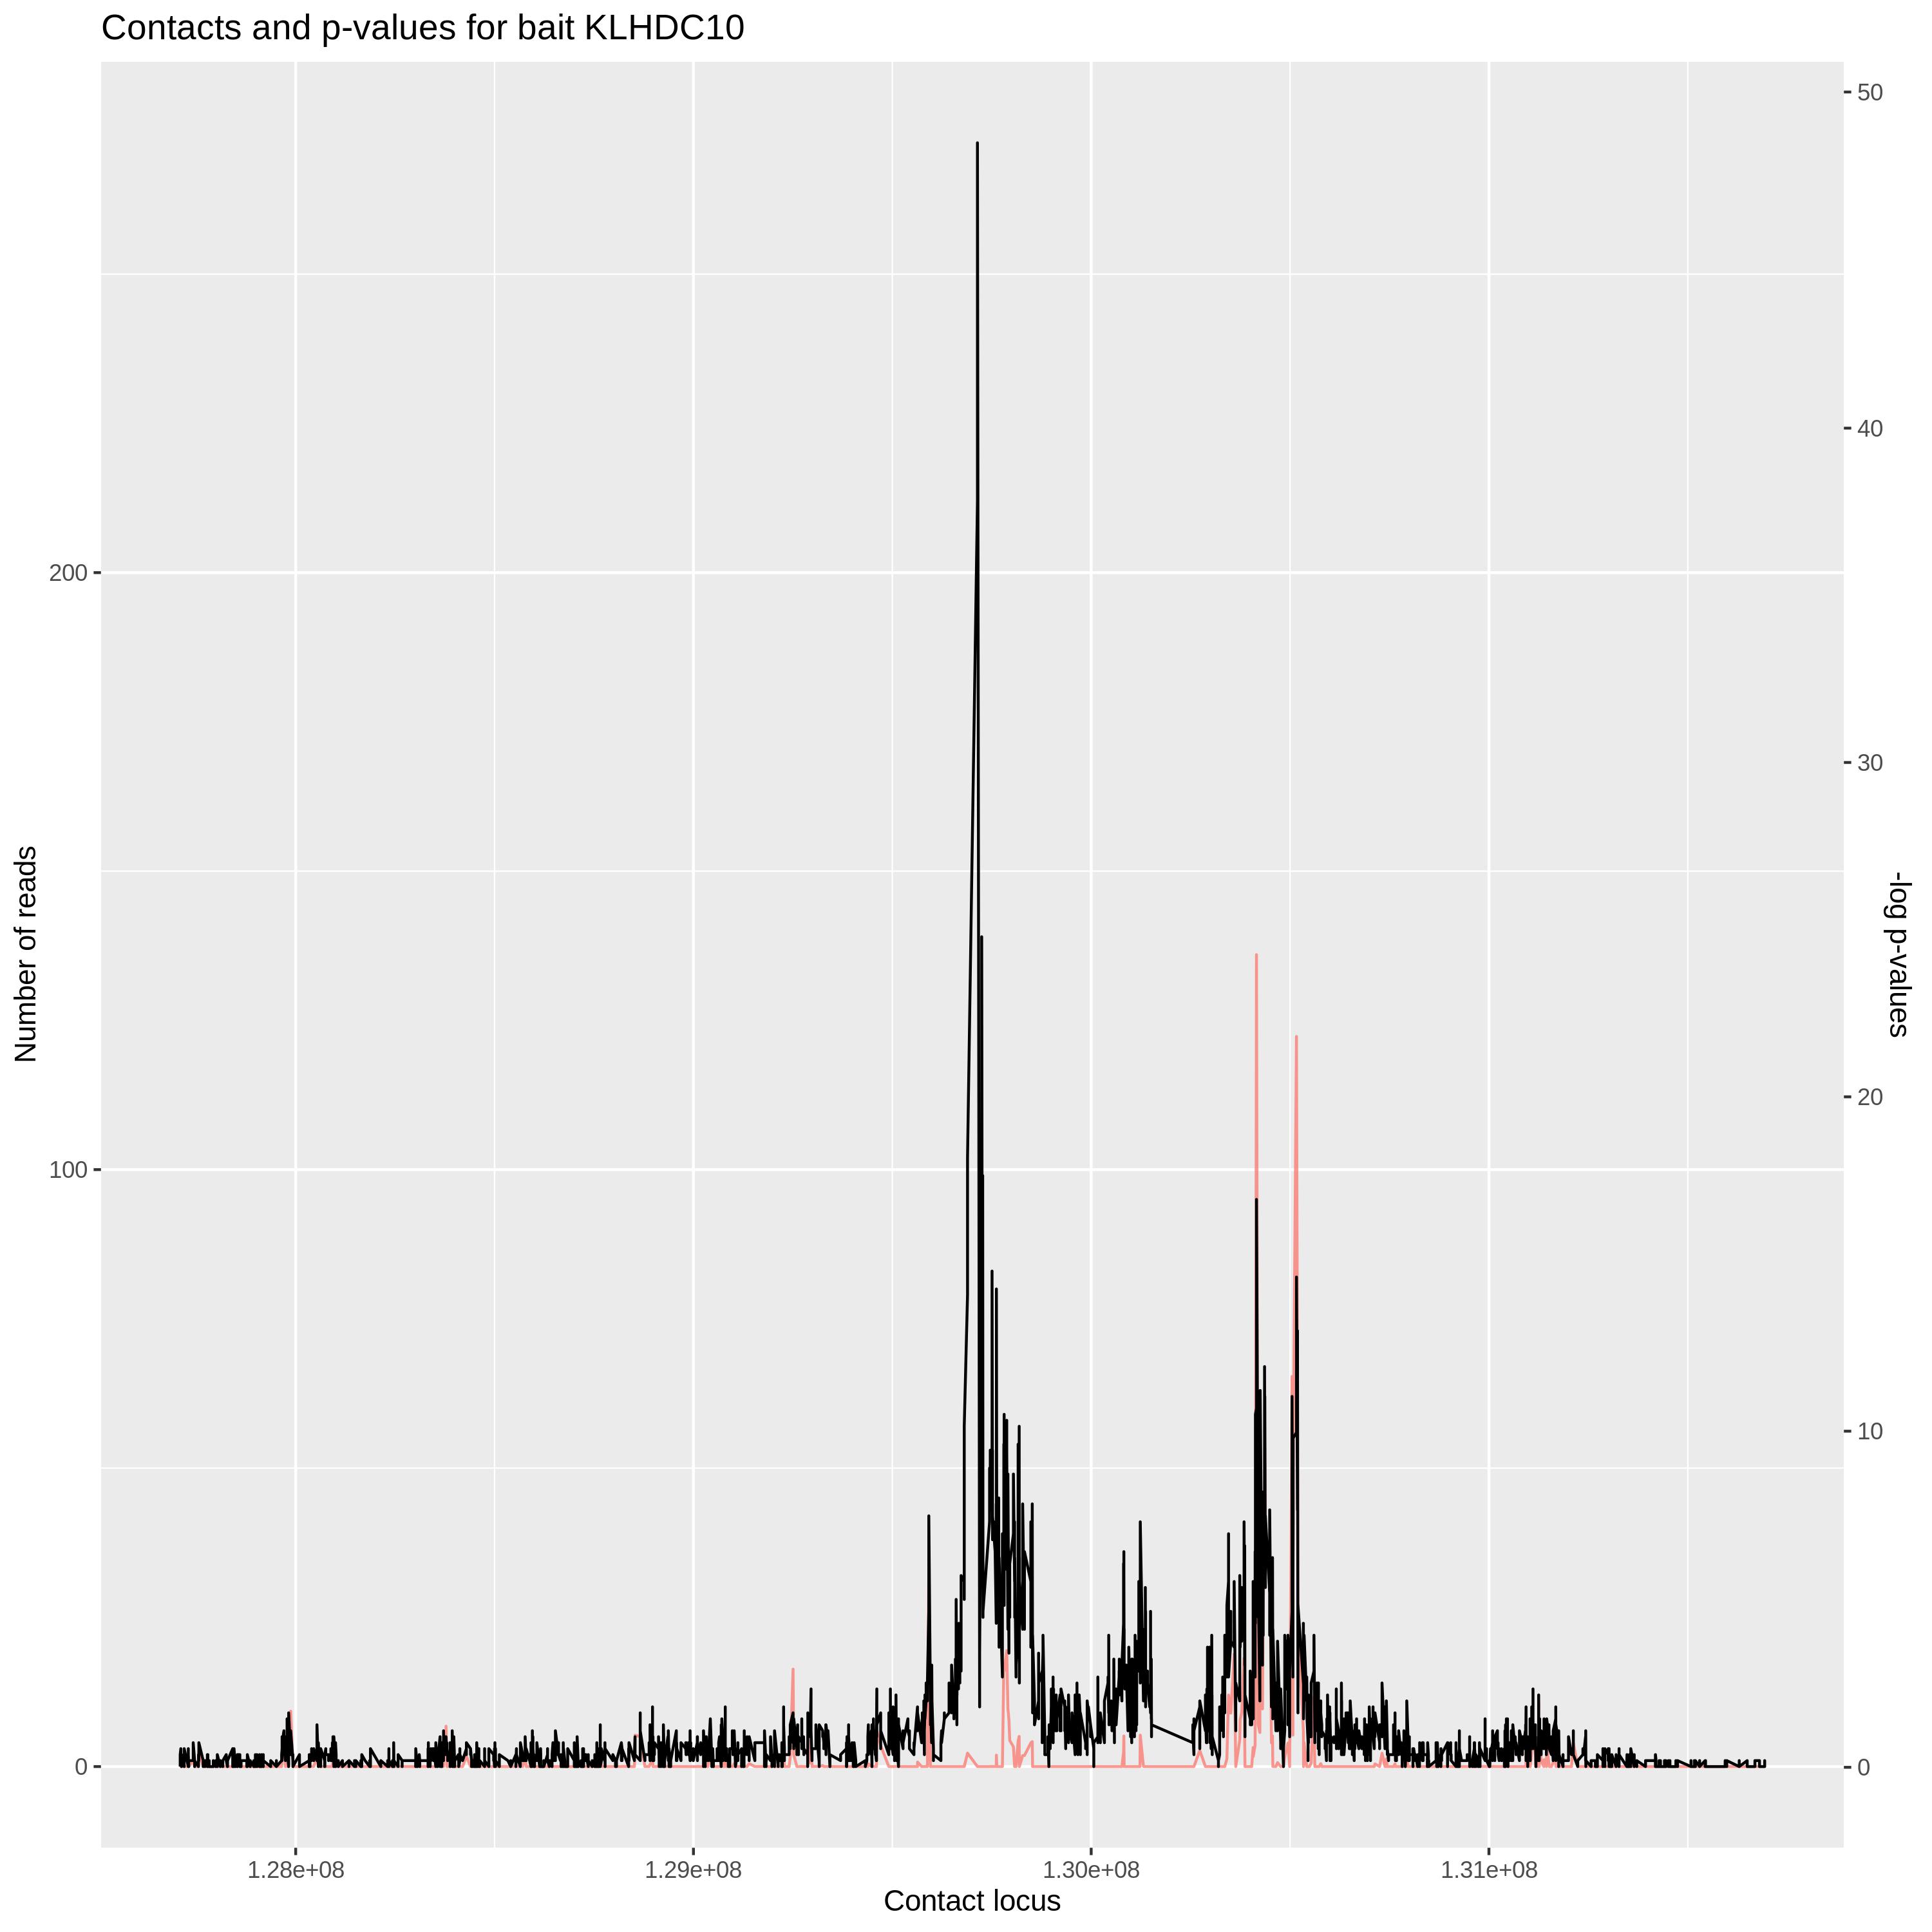 Contacts and p-values for bait KLHDC10
50
40
200
30
Number of reads
-log p-values
100
20
10
0
0
1.28e+08
1.29e+08
1.30e+08
1.31e+08
Contact locus